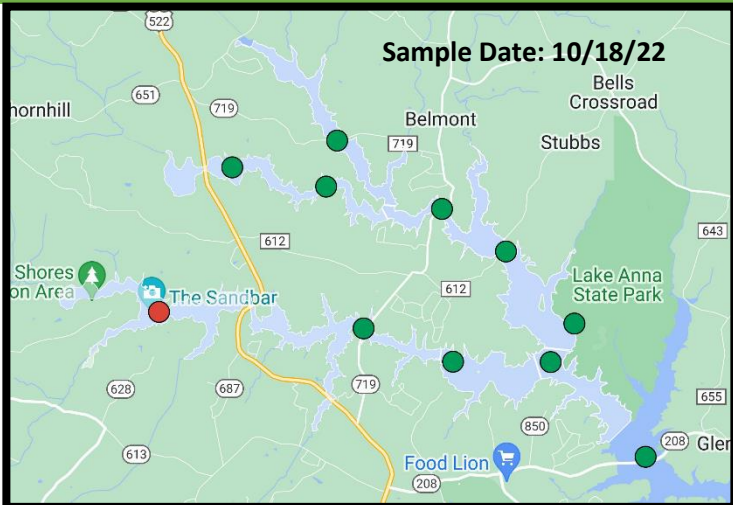 Sample Date: 10/18/22
522
Bells
Crossroad
651
hornhill
719
Belmont
719
Stubbs
643
612
Shores
on Area
The Sandbar
612
Lake Anna
State Park
628
687
719
655
850
613
208
Gler
Food Lion
208